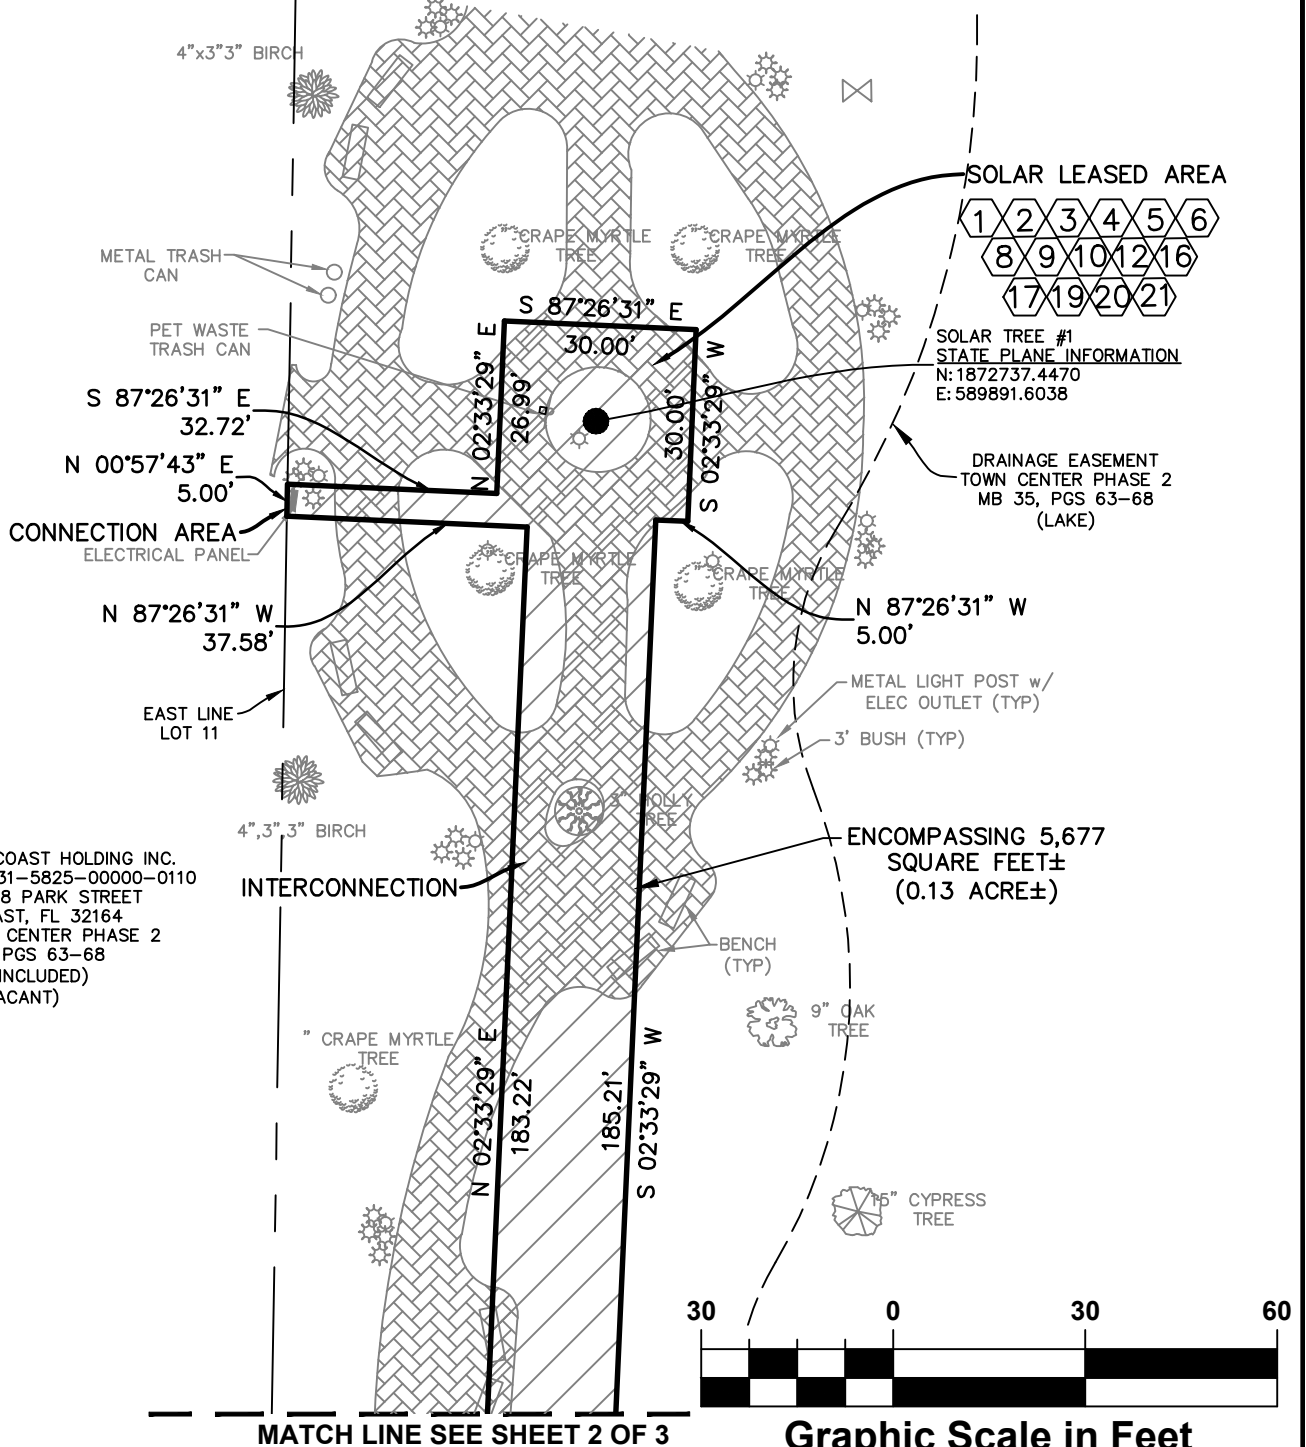 4”x3”3” BIRCH
SOLAR LEASED AREA
1 2 3 4 5 6
8 9 10 12 16
17 19 20 21
CRAPE MYRTLE
TREE
CRAPE MYRTLE
TREE
METAL TRASH
CAN
PET WASTE
TRASH CAN
S 87°26'31” E
30.00'
N 02°33'29” E
26.99'
S 02°33'29” W
30.00'
SOLAR TREE #1
STATE PLANE INFORMATION
N:1872737.4470
E:589891.6038
S 87°26'31” E
32.72'
N 00°57'43” E
5.00'
CONNECTION AREA
ELECTRICAL PANEL
DRAINAGE EASEMENT
TOWN CENTER PHASE 2
MB 35, PGS 63–68
(LAKE)
” CRAPE MYRTLE
TREE
” CRAPE MYRTLE
TREE
N 87°26'31” W
37.58'
N 87°26'31” W
5.00'
EAST LINE
LOT 11
METAL LIGHT POST w/
ELEC OUTLET (TYP)
3' BUSH (TYP)
3” HOLLY
TREE
4”,3”,3” BIRCH
COAST HOLDING INC.
31–5825–00000–0110
8 PARK STREET
AST, FL 32164
CENTER PHASE 2
PGS 63–68
INCLUDED)
ACANT)
INTERCONNECTION
ENCOMPASSING 5,677
SQUARE FEET±
(0.13 ACRE±)
BENCH
(TYP)
” CRAPE MYRTLE
TREE
9” OAK
TREE
N 02°33'29” E
183.22'
185.21'
S 02°33'29” W
15” CYPRESS
TREE
30 0 30 60
MATCH LINE SEE SHEET 2 OF 3
Graphic Scale in Feet